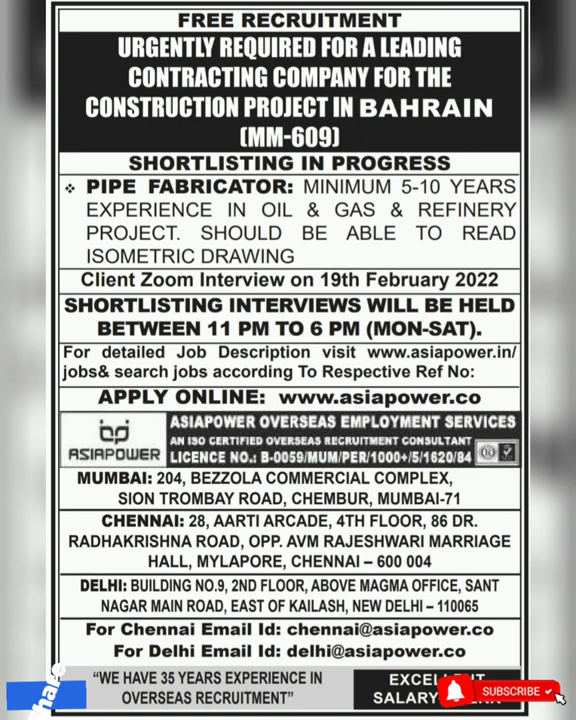 FREE RECRUITMENT
URGENTLY REQUIRED FOR A LEADING
CONTRACTING COMPANY FOR THE
CONSTRUCTION PROJECT IN BAHRAIN
(MM-609)
SHORTLISTING IN PROGRESS
❖ PIPE FABRICATOR: MINIMUM 5-10 YEARS
EXPERIENCE IN OIL & GAS & REFINERY
PROJECT. SHOULD BE ABLE TO READ
ISOMETRIC DRAWING
Client Zoom Interview on 19th February 2022
SHORTLISTING INTERVIEWS WILL BE HELD
BETWEEN 11 PM TO 6 PM (MON-SAT).
For detailed Job Description visit www.asiapower.in/
jobs& search jobs according To Respective Ref No:
APPLY ONLINE: www.asiapower.co
ASIAPOWER
ASIAPOWER OVERSEAS EMPLOYMENT SERVICES
AN ISO CERTIFIED OVERSEAS RECRUITMENT CONSULTANT
LICENCE NO.: B-0059/MUM/PER/1000+/5/1620/84
MUMBAI: 204, BEZZOLA COMMERCIAL COMPLEX,
SION TROMBAY ROAD, CHEMBUR, MUMBAI-71
CHENNAI: 28, AARTI ARCADE, 4TH FLOOR, 86 DR.
RADHAKRISHNA ROAD, OPP. AVM RAJESHWARI MARRIAGE
HALL, MYLAPORE, CHENNAI – 600 004
DELHI: BUILDING NO.9, 2ND FLOOR, ABOVE MAGMA OFFICE, SANT
NAGAR MAIN ROAD, EAST OF KAILASH, NEW DELHI – 110065
For Chennai Email Id: chennai@asiapower.co
For Delhi Email Id: delhi@asiapower.co
“WE HAVE 35 YEARS EXPERIENCE IN
OVERSEAS RECRUITMENT”
SALARY
Share
SUBSCRIBE